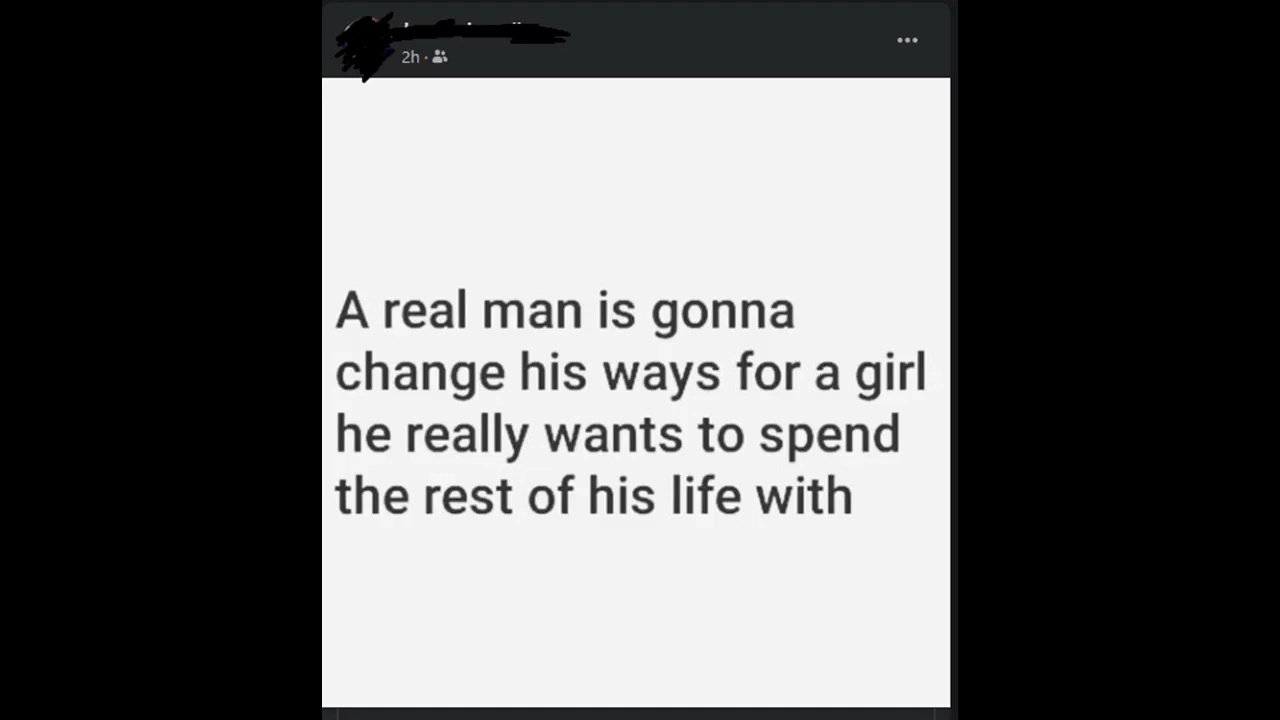 2h ·
A real man is gonna
change his ways for a girl
he really wants to spend
the rest of his life with